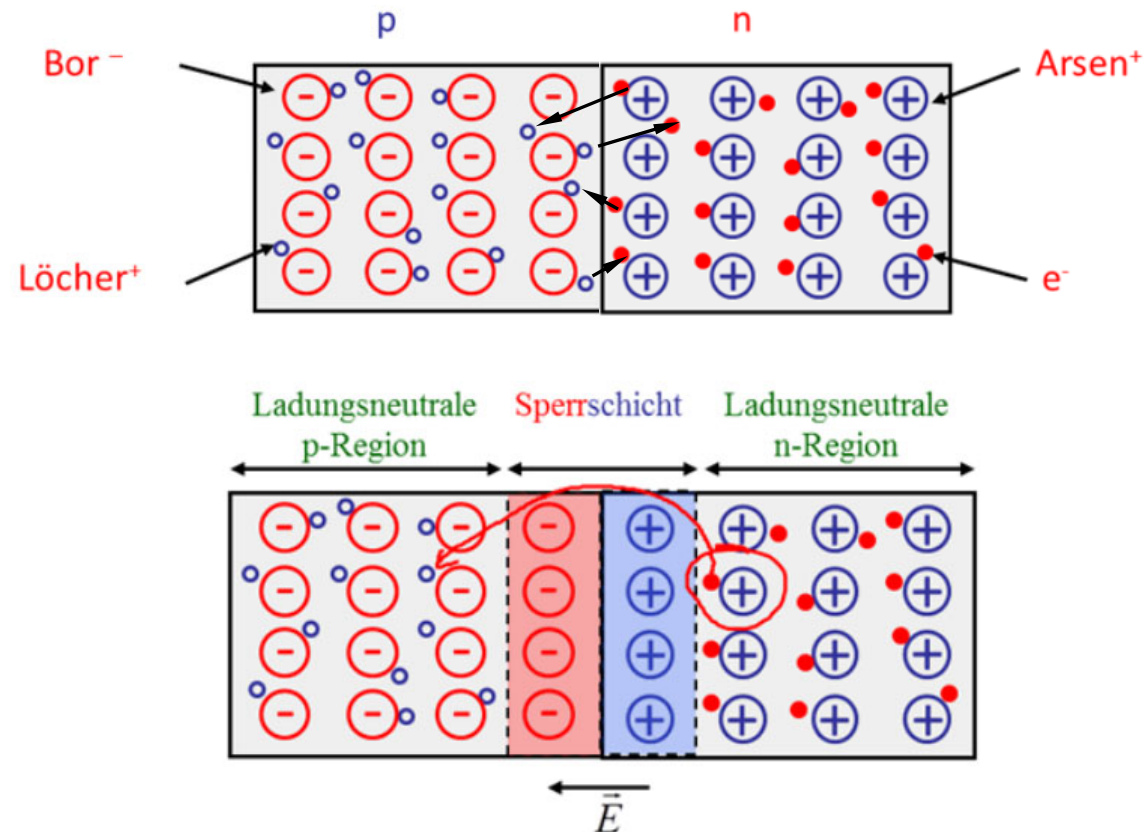 p
n
Bor⁻
Arsen⁺
Löcher⁺
e⁻
Ladungsneutrale
p-Region
Sperrschicht
Ladungsneutrale
n-Region
E⃗